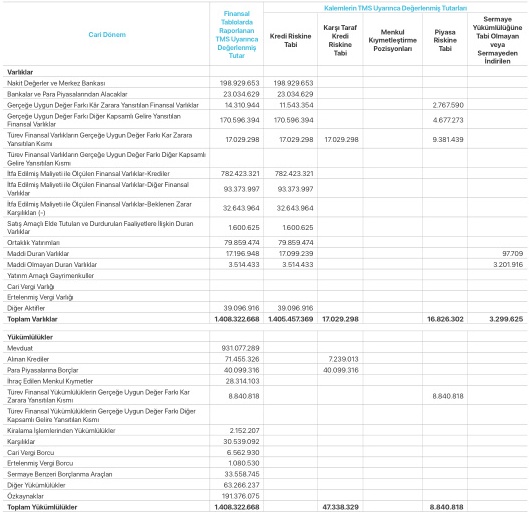 Cari Dönem
Finansal
Tablolarda
Raporlanan
TMS Uyarınca
Değerlenmiş
Tutar
Kalemlerin TMS Uyarınca Değerlenmiş Tutarları
Kredi Riskine
Tabi
Karşı Taraf
Kredi
Riskine
Tabi
Menkul
Kıymetleştirme
Pozisyonları
Piyasa
Riskine
Tabi
Sermaye
Yükümlülüğüne
Tabi Olmayan
veya
Sermayeden
İndirilen
Varlıklar
Nakit Değerler ve Merkez Bankası 198.929.653 198.929.653
Bankalar ve Para Piyasalarından Alacaklar 23.034.629 23.034.629
Gerçeğe Uygun Değer Farkı Kâr Zarara Yansıtılan Finansal Varlıklar 14.310.944 11.543.354 2.767.590
Gerçeğe Uygun Değer Farkı Diğer Kapsamlı Gelire Yansıtılan
Finansal Varlıklar 170.596.394 170.596.394 4.677.273
Türev Finansal Varlıkların Gerçeğe Uygun Değer Farkı Kar Zarara
Yansıtılan Kısmı 17.029.298 17.029.298 17.029.298 9.381.439
Türev Finansal Varlıkların Gerçeğe Uygun Değer Farkı Diğer Kapsamlı
Gelire Yansıtılan Kısmı
İtfa Edilmiş Maliyeti ile Ölçülen Finansal Varlıklar-Krediler 782.423.321 782.423.321
İtfa Edilmiş Maliyeti ile Ölçülen Finansal Varlıklar-Diğer Finansal
Varlıklar 93.373.997 93.373.997
İtfa Edilmiş Maliyeti ile Ölçülen Finansal Varlıklar-Beklenen Zarar
Karşılıkları (-) 32.643.964 32.643.964
Satış Amaçlı Elde Tutulan ve Durdurulan Faaliyetlere İlişkin Duran
Varlıklar 1.600.625 1.600.625
Ortaklık Yatırımları 79.859.474 79.859.474
Maddi Duran Varlıklar 17.196.948 17.099.239 97.709
Maddi Olmayan Duran Varlıklar 3.514.433 3.514.433 3.201.916
Yatırım Amaçlı Gayrimenkuller
Cari Vergi Varlığı
Ertelenmiş Vergi Varlığı
Diğer Aktifler 39.096.916 39.096.916
Toplam Varlıklar 1.408.322.668 1.405.457.369 17.029.298 16.826.302 3.299.625
Yükümlülükler
Mevduat 931.077.289
Alınan Krediler 71.455.326 7.239.013
Para Piyasalarına Borçlar 40.099.316 40.099.316
İhraç Edilen Menkul Kıymetler 28.314.103
Türev Finansal Yükümlülüklerin Gerçeğe Uygun Değer Farkı Kar
Zarara Yansıtılan Kısmı 8.840.818 8.840.818
Türev Finansal Yükümlülüklerin Gerçeğe Uygun Değer Farkı Diğer
Kapsamlı Gelire Yansıtılan Kısmı
Kiralama İşlemlerinden Yükümlülükler 2.152.207
Karşılıklar 30.539.092
Cari Vergi Borcu 6.562.930
Ertelenmiş Vergi Borcu 1.080.530
Sermaye Benzeri Borçlanma Araçları 33.558.745
Diğer Yükümlülükler 63.266.237
Özkaynaklar 191.376.075
Toplam Yükümlülükler 1.408.322.668 47.338.329 8.840.818